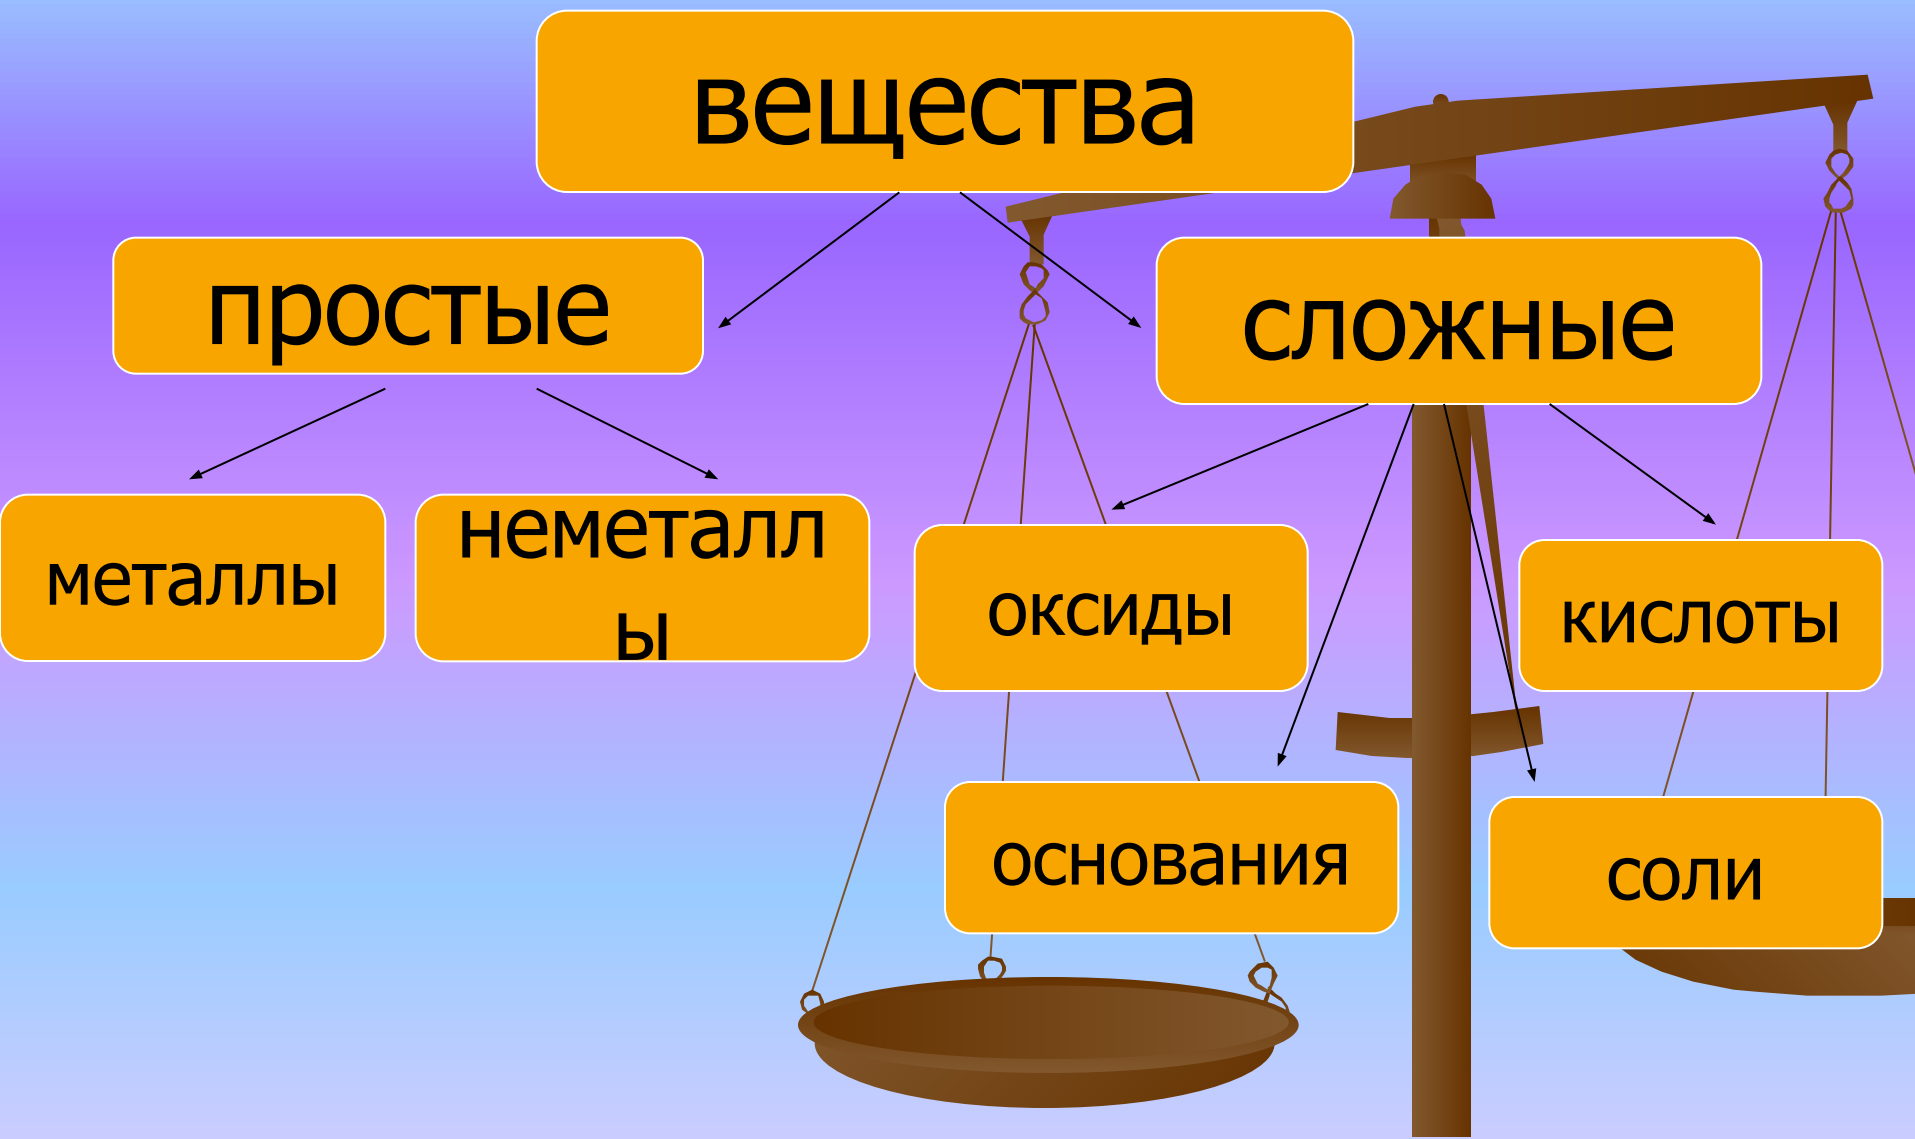 вещества
простые
сложные
металлы
неметалл
ы
оксиды
кислоты
основания
соли